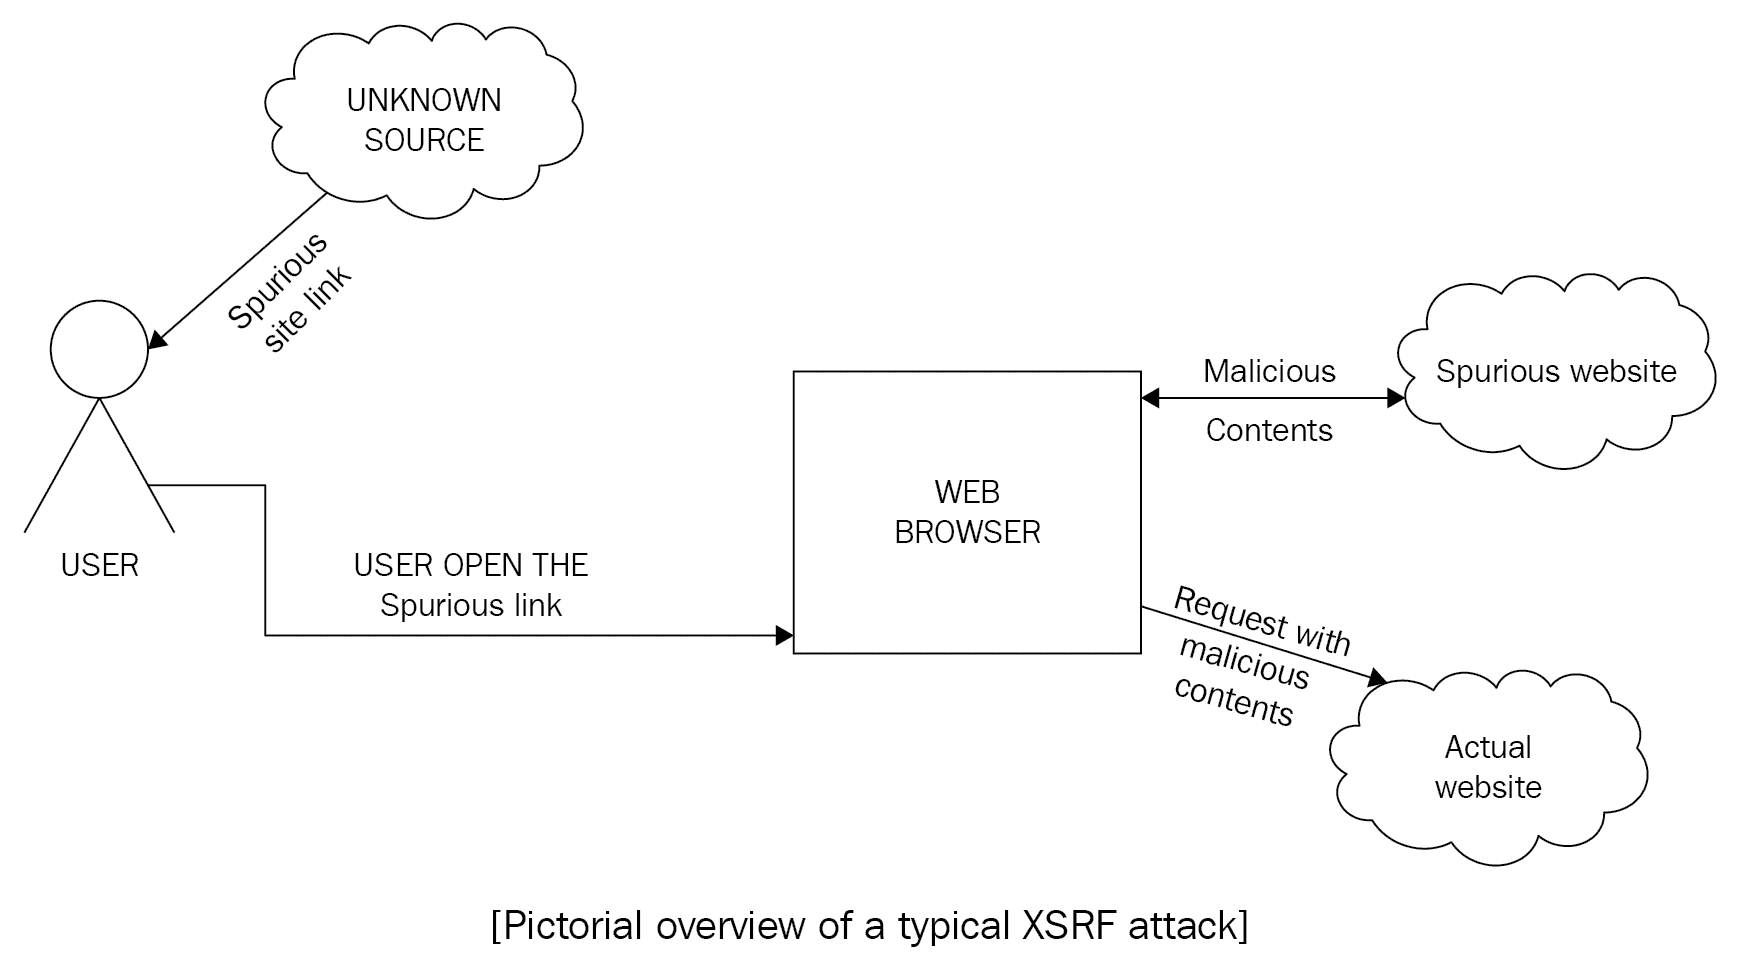 UNKNOWN
SOURCE
Spurious
site link
USER
USER OPEN THE
Spurious link
WEB
BROWSER
Malicious
Contents
Spurious website
Request with
malicious
contents
Actual
website
[Pictorial overview of a typical XSRF attack]